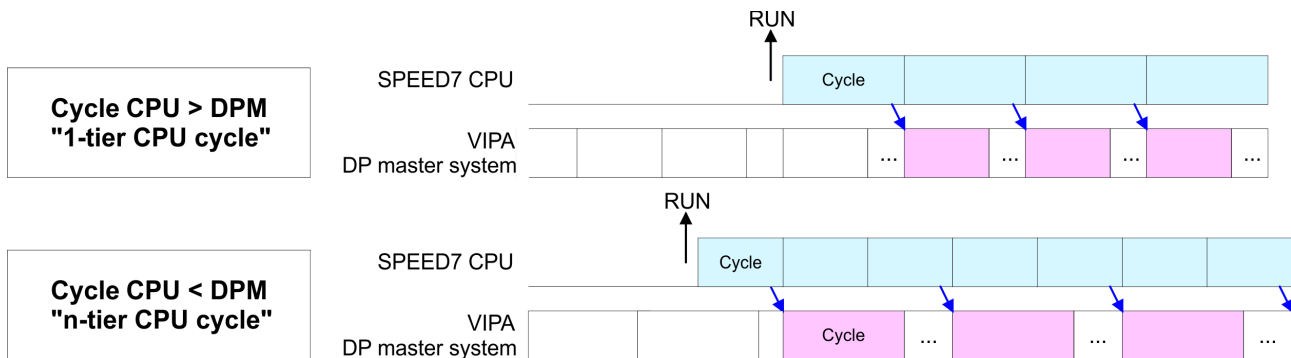 RUN
Cycle CPU > DPM
"1-tier CPU cycle"
SPEED7 CPU
Cycle
VIPA
DP master system
... ... ... ...
RUN
Cycle CPU < DPM
"n-tier CPU cycle"
SPEED7 CPU
Cycle
VIPA
DP master system
Cycle ... ... ...